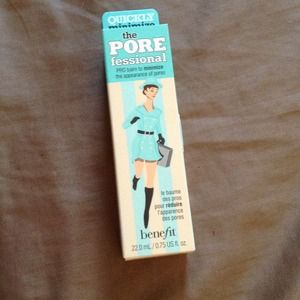 QUICKLY
minimize
the
PORE
fessional
PRO balm to minimize
the appearance of pores
le baume
des pros
pour réduire
l'apparence
des pores
benefit
22.0 mL / 0.75 US fl. oz